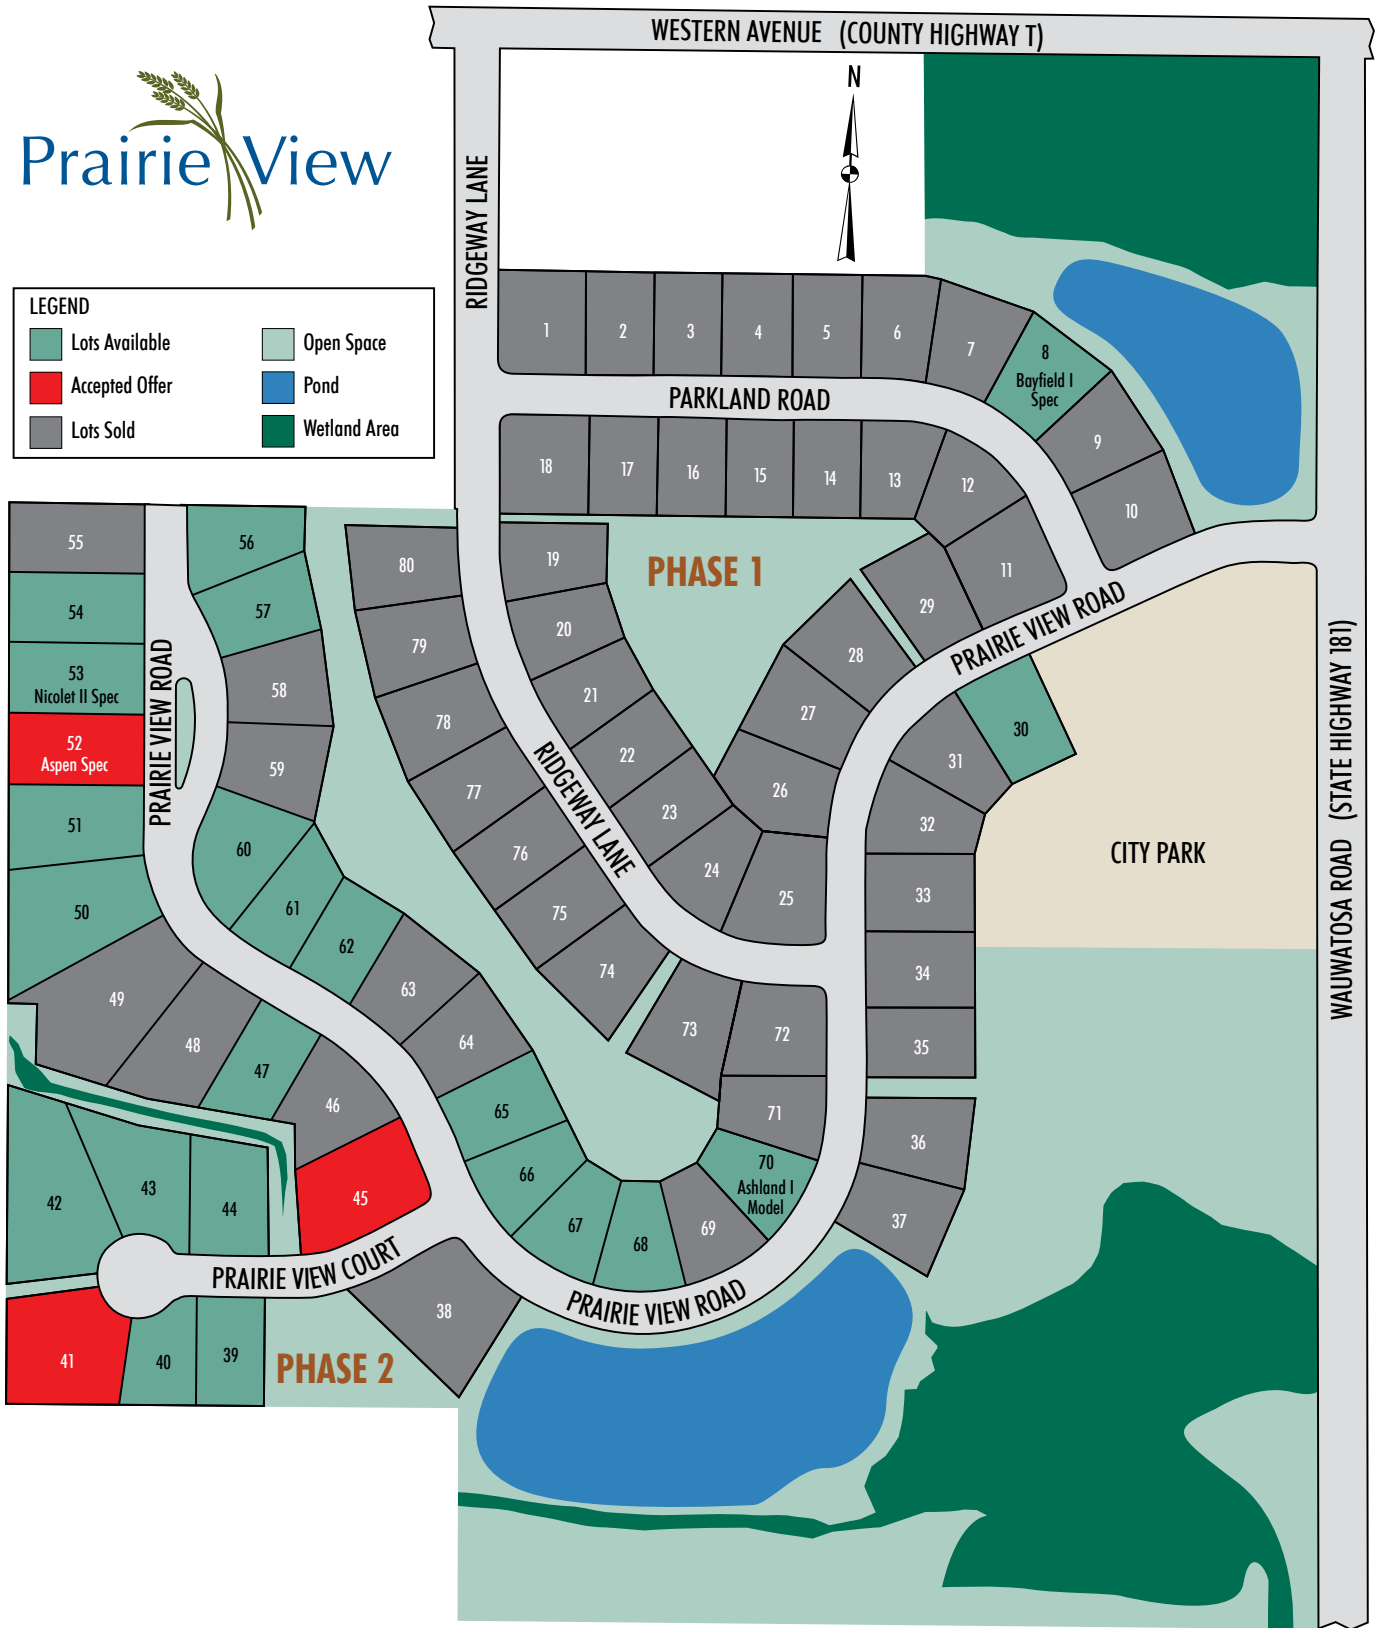 WESTERN AVENUE (COUNTY HIGHWAY T)
N
Prairie View
RIDGEWAY LANE
LEGEND
Lots Available
Open Space
Accepted Offer
Pond
Lots Sold
Wetland Area
1
2
3
4
5
6
7
8
Bayfield I
Spec
9
10
PARKLAND ROAD
18
17
16
15
14
13
12
11
PHASE 1
29
PRAIRIE VIEW ROAD
WAUWATOSA ROAD (STATE HIGHWAY 181)
55
54
53
Nicolet II Spec
52
Aspen Spec
51
50
49
48
47
46
45
PRAIRIE VIEW ROAD
56
57
58
59
60
61
62
63
64
65
66
67
68
69
70
Ashland I
Model
71
72
73
74
75
76
77
78
79
80
19
20
21
22
23
24
25
26
27
28
RIDGEWAY LANE
30
31
32
33
34
35
36
37
CITY PARK
42
43
44
PRAIRIE VIEW COURT
PRAIRIE VIEW ROAD
38
41
40
39
PHASE 2